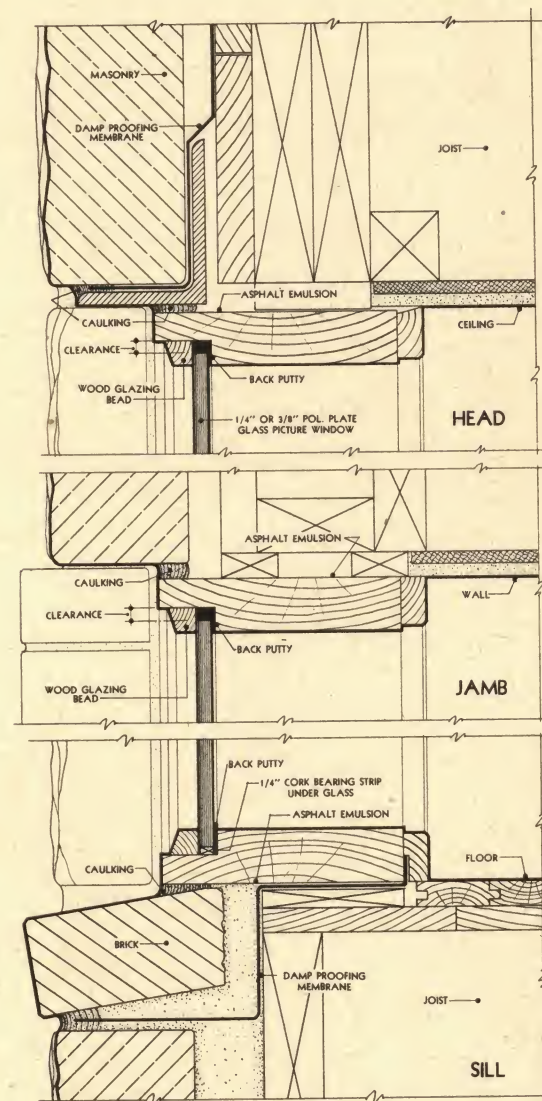 MASONRY
DAMP PROOFING
MEMBRANE
JOIST
ASPHALT EMULSION
CAULKING
CEILING
CLEARANCE
BACK PUTTY
WOOD GLAZING
BEAD
1/4" OR 3/8" POL. PLATE
GLASS PICTURE WINDOW
HEAD
ASPHALT EMULSION
CAULKING
WALL
CLEARANCE
BACK PUTTY
WOOD GLAZING
BEAD
JAMB
BACK PUTTY
1/4" CORK BEARING STRIP
UNDER GLASS
ASPHALT EMULSION
FLOOR
CAULKING
BRICK
DAMP PROOFING
MEMBRANE
JOIST
SILL